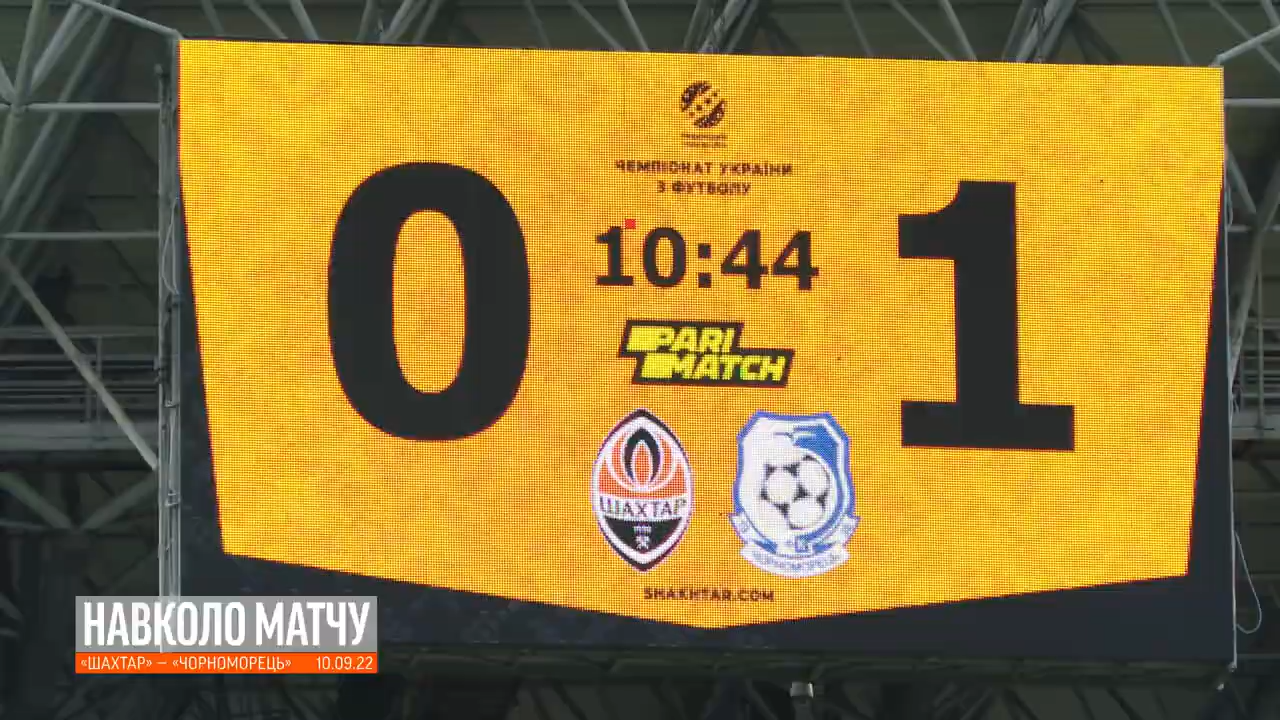 ЧЕМПІОНАТ УКРАЇНИ
З ФУТБОЛУ
0
10:44
1
PARI
MATCH
ШАХТАР
ЧОРНОМОРЕЦЬ
SHAKHTAR.COM
НАВКОЛО МАТЧУ
«ШАХТАР» – «ЧОРНОМОРЕЦЬ» 10.09.22